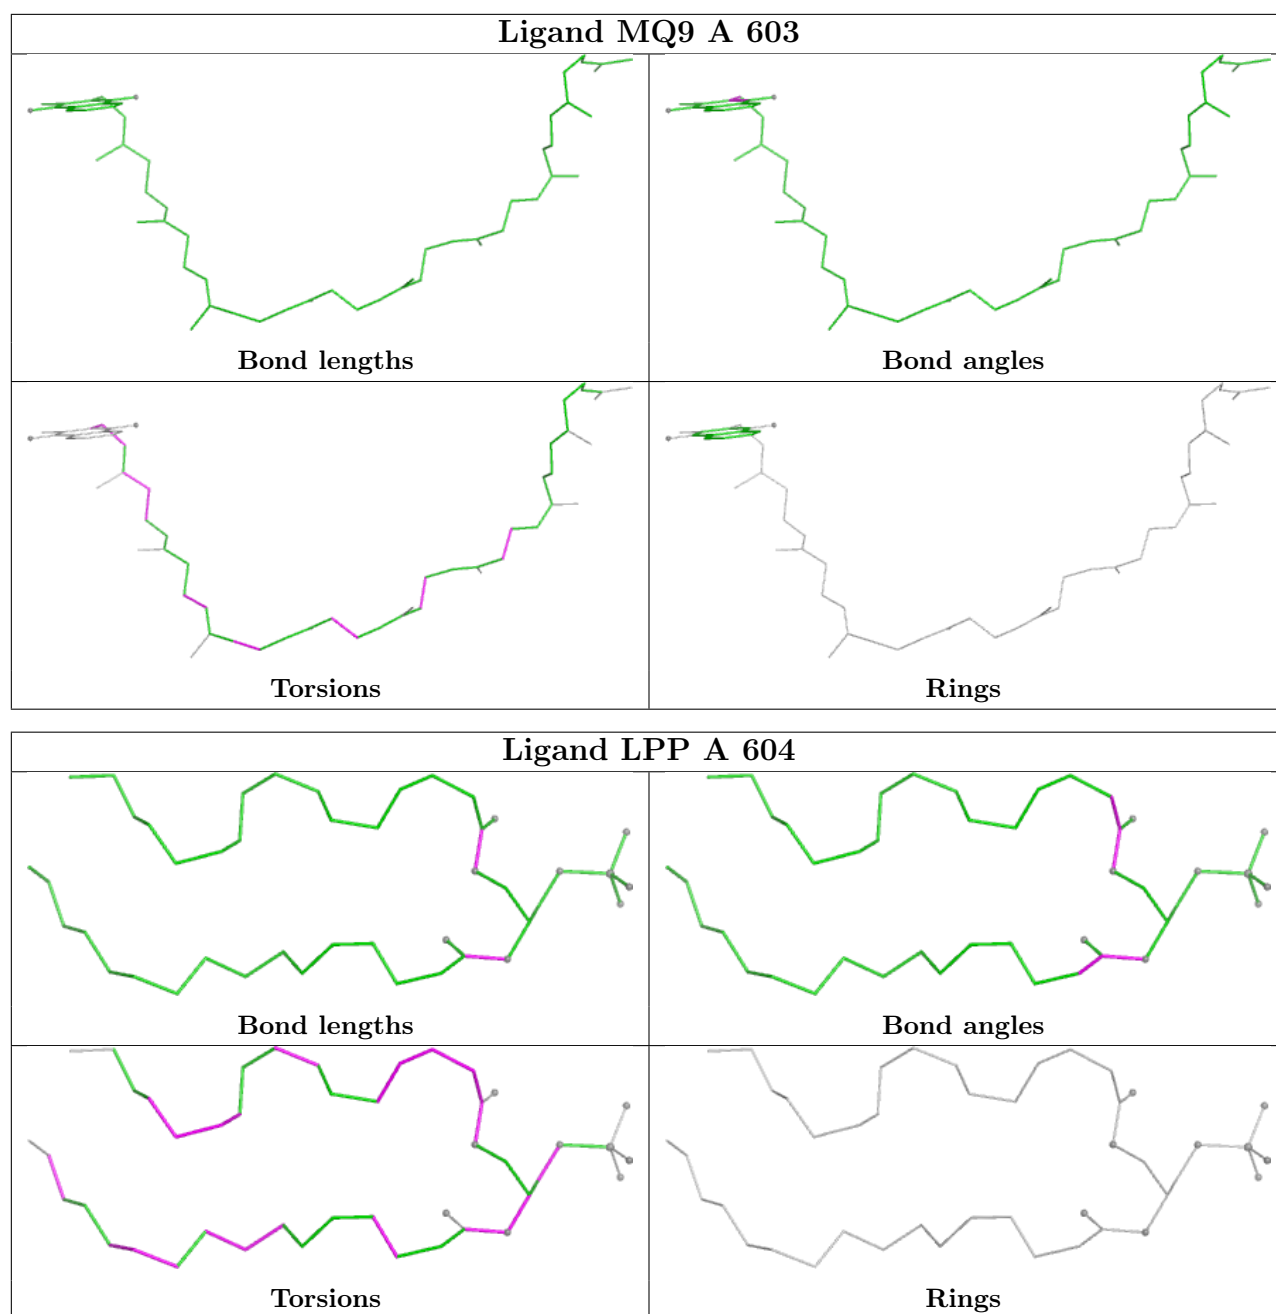 Ligand MQ9 A 603
Bond lengths
Bond angles
Torsions
Rings
Ligand LPP A 604
Bond lengths
Bond angles
Torsions
Rings